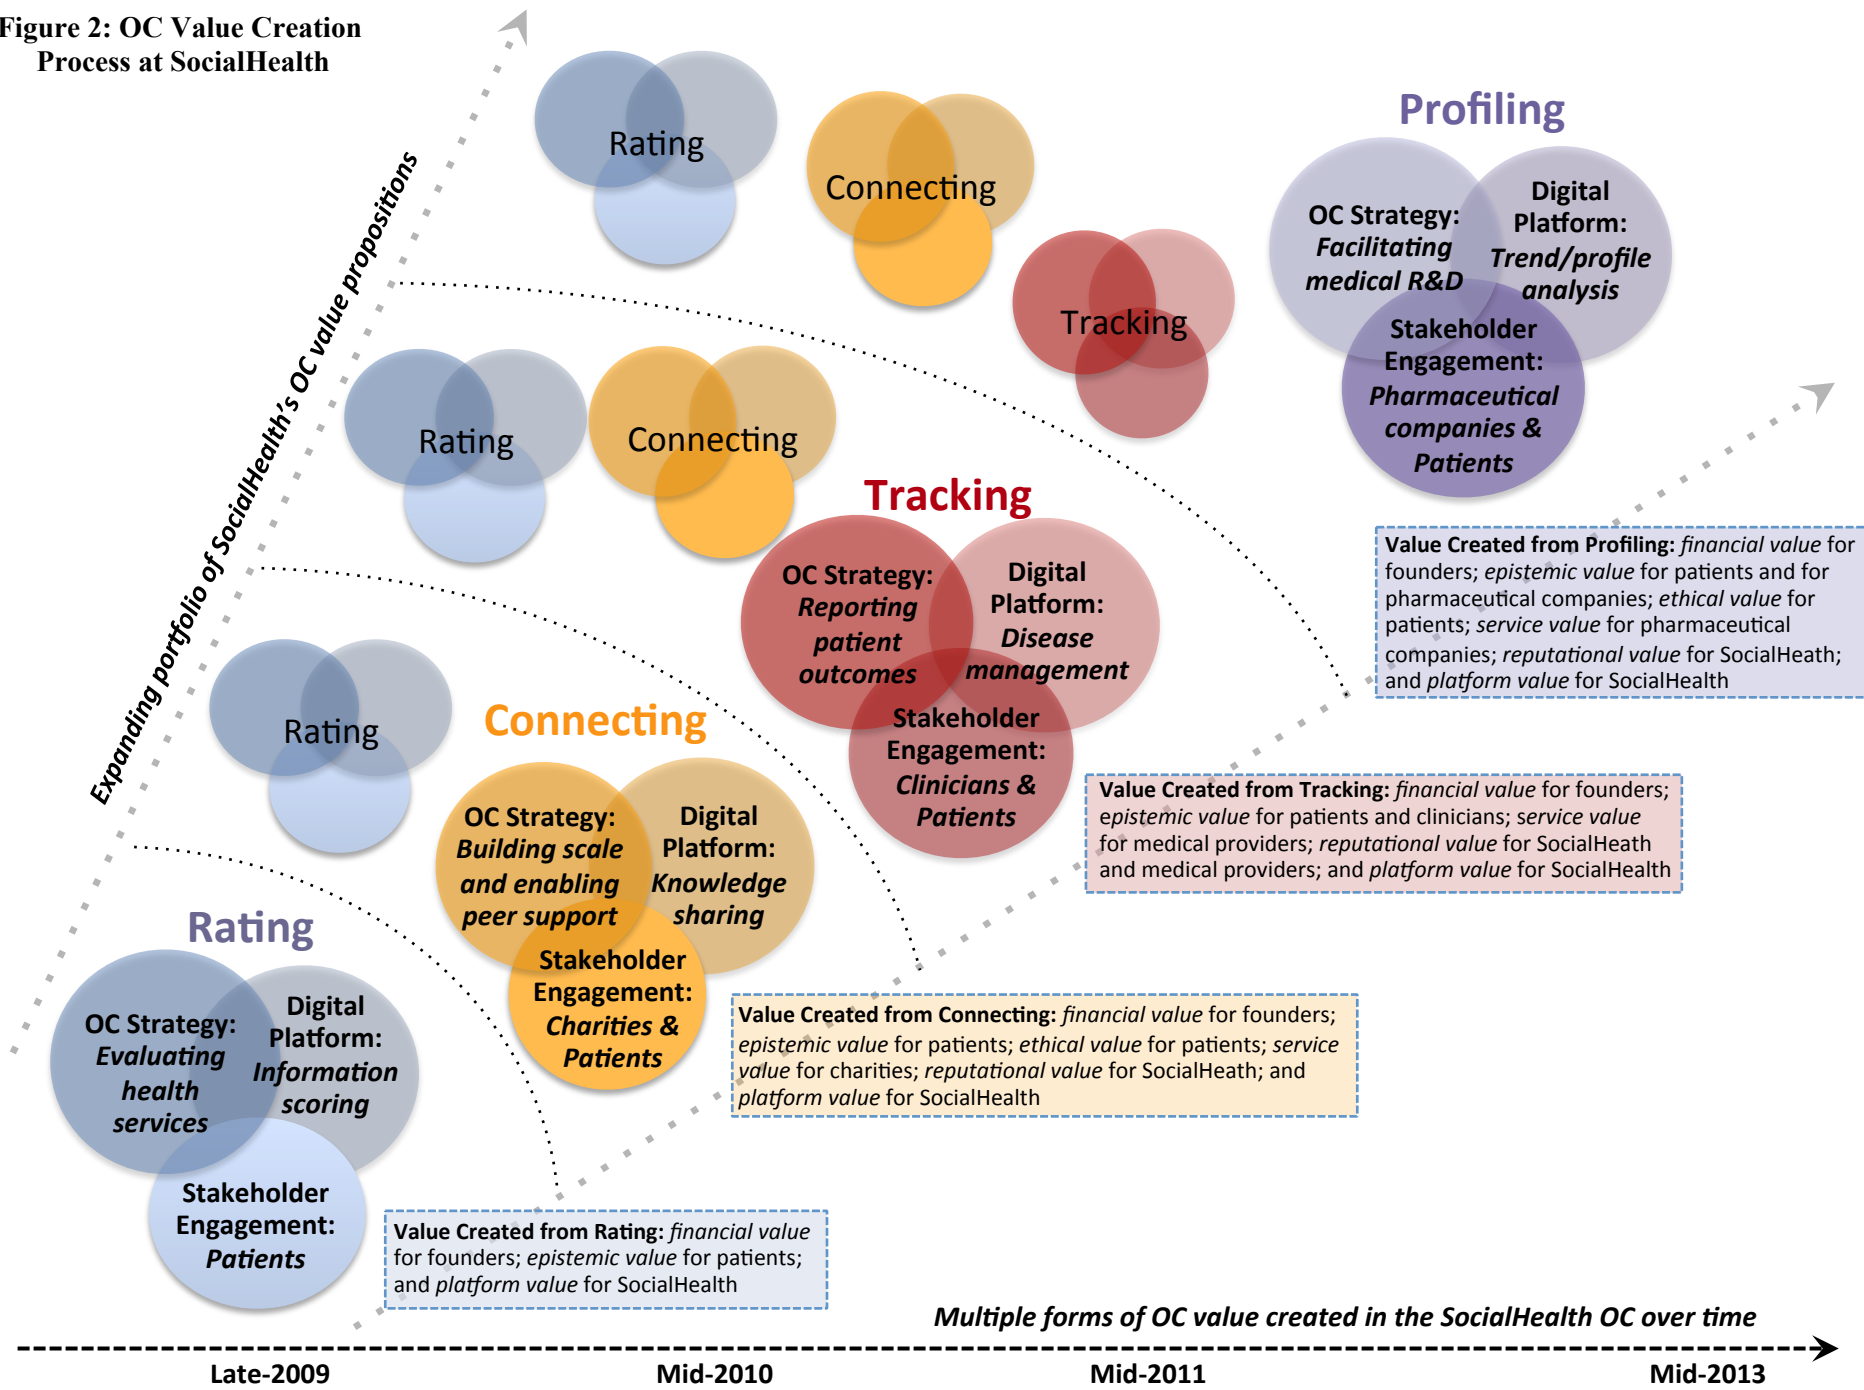 Figure 2: OC Value Creation
Process at SocialHealth
Expanding portfolio of SocialHealth's OC value propositions
Rating
Connecting
Tracking
Profiling
OC Strategy:
Facilitating
medical R&D
Digital
Platform:
Trend/profile
analysis
Stakeholder
Engagement:
Pharmaceutical
companies &
Patients
Value Created from Profiling: financial value for
founders; epistemic value for patients and for
pharmaceutical companies; ethical value for
patients; service value for pharmaceutical
companies; reputational value for SocialHeath;
and platform value for SocialHealth
Rating
Connecting
Tracking
OC Strategy:
Reporting
patient
outcomes
Digital
Platform:
Disease
management
Stakeholder
Engagement:
Clinicians &
Patients
Value Created from Tracking: financial value for founders;
epistemic value for patients and clinicians; service value
for medical providers; reputational value for SocialHeath
and medical providers; and platform value for SocialHealth
Rating
Connecting
OC Strategy:
Building scale
and enabling
peer support
Digital
Platform:
Knowledge
sharing
Stakeholder
Engagement:
Charities &
Patients
Value Created from Connecting: financial value for founders;
epistemic value for patients; ethical value for patients; service
value for charities; reputational value for SocialHeath; and
platform value for SocialHealth
Rating
OC Strategy:
Evaluating
health
services
Digital
Platform:
Information
scoring
Stakeholder
Engagement:
Patients
Value Created from Rating: financial value
for founders; epistemic value for patients;
and platform value for SocialHealth
Multiple forms of OC value created in the SocialHealth OC over time
Late-2009
Mid-2010
Mid-2011
Mid-2013